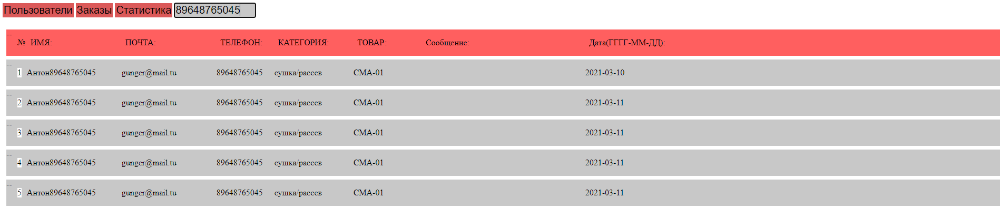 Пользователи Заказы Статистика 89648765045
--
№ ИМЯ: ПОЧТА: ТЕЛЕФОН: КАТЕГОРИЯ: ТОВАР: Сообщение: Дата(ГГГГ-ММ-ДД):
--
1 Антон89648765045 gunger@mail.tu 89648765045 сушка/рассев СМА-01 2021-03-10
--
2 Антон89648765045 gunger@mail.tu 89648765045 сушка/рассев СМА-01 2021-03-11
--
3 Антон89648765045 gunger@mail.tu 89648765045 сушка/рассев СМА-01 2021-03-11
--
4 Антон89648765045 gunger@mail.tu 89648765045 сушка/рассев СМА-01 2021-03-11
--
5 Антон89648765045 gunger@mail.tu 89648765045 сушка/рассев СМА-01 2021-03-11